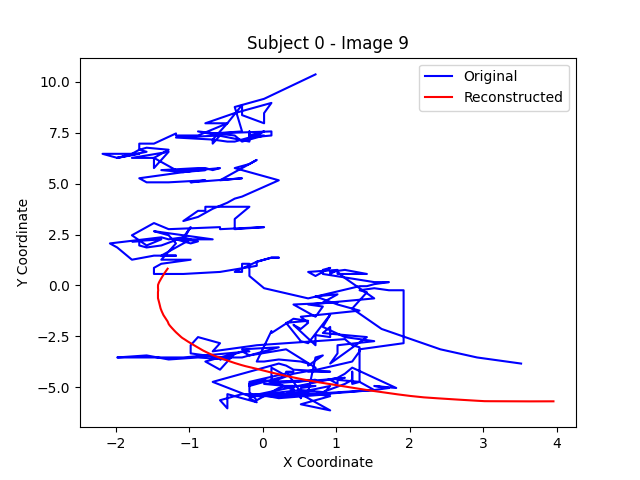 Subject 0 - Image 9
Original
Reconstructed
Y Coordinate
10.0
7.5
5.0
2.5
0.0
−2.5
−5.0
−2 −1 0 1 2 3 4
X Coordinate